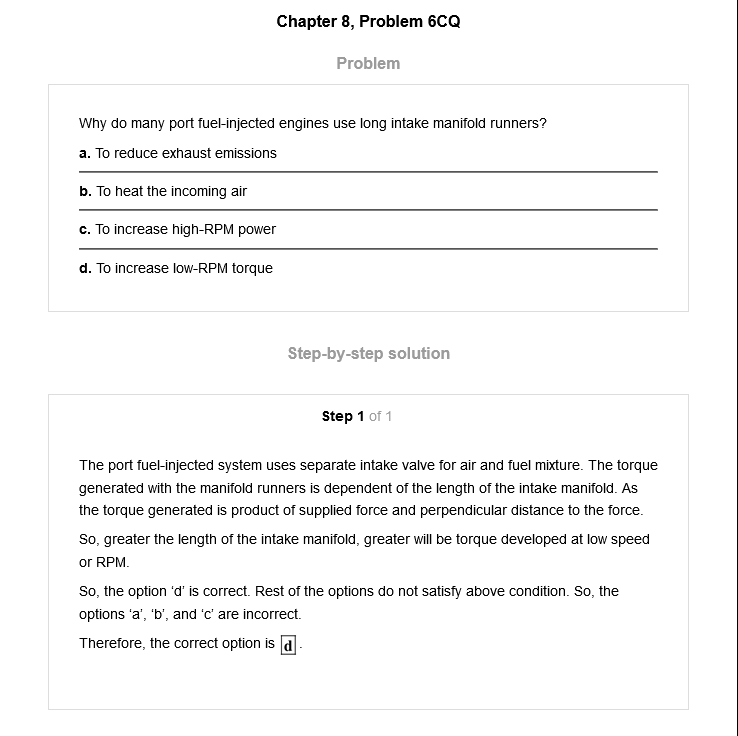 Chapter 8, Problem 6CQ
Problem
Why do many port fuel-injected engines use long intake manifold runners?
a. To reduce exhaust emissions
b. To heat the incoming air
c. To increase high-RPM power
d. To increase low-RPM torque
Step-by-step solution
Step 1 of 1
The port fuel-injected system uses separate intake valve for air and fuel mixture. The torque
generated with the manifold runners is dependent of the length of the intake manifold. As
the torque generated is product of supplied force and perpendicular distance to the force.
So, greater the length of the intake manifold, greater will be torque developed at low speed
or RPM.
So, the option ‘d’ is correct. Rest of the options do not satisfy above condition. So, the
options ‘a’, ‘b’, and ‘c’ are incorrect.
Therefore, the correct option is d .